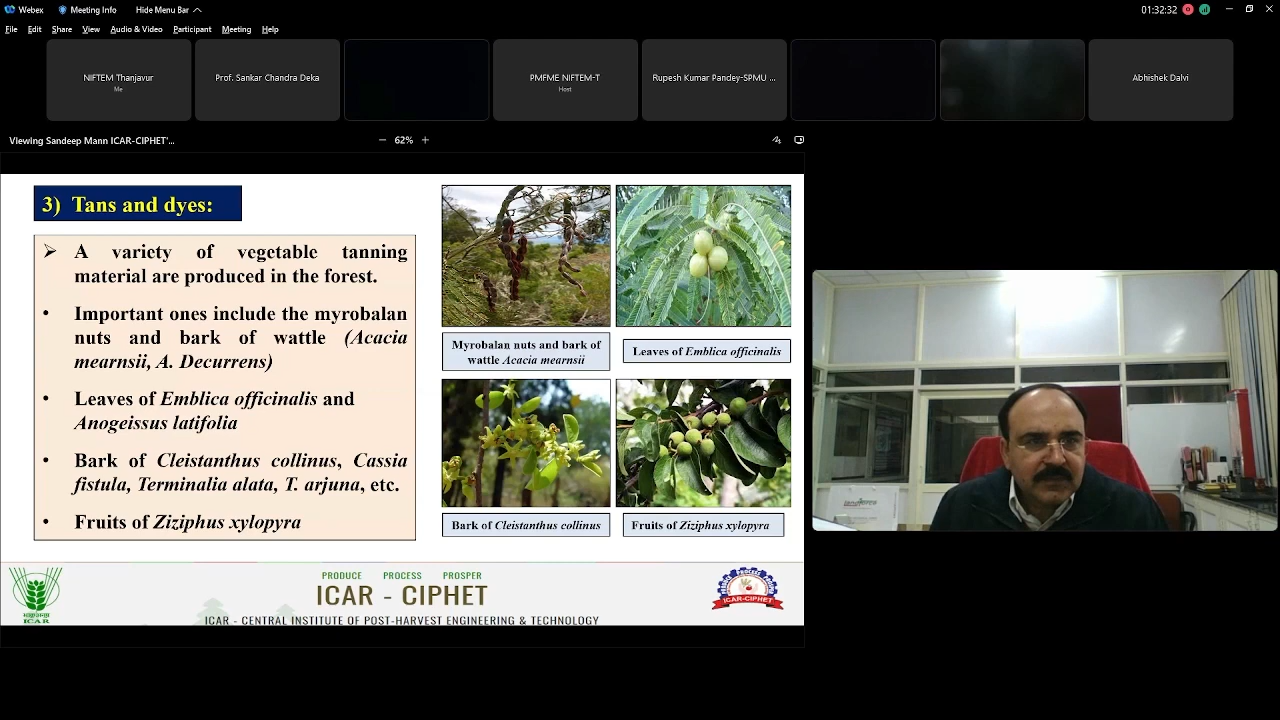 Webex
Meeting Info
Hide Menu Bar
01:32:32
File Edit Share View Audio & Video Participant Meeting Help
NIFTEM Thanjavur
Me
Prof. Sankar Chandra Deka
PMFME NIFTEM-T
Host
Rupesh Kumar Pandey-SPMU ...
Abhishek Dalvi
Viewing Sandeep Mann ICAR-CIPHET'...
62%
3) Tans and dyes:
A variety of vegetable tanning
material are produced in the forest.
Important ones include the myrobalan
nuts and bark of wattle (Acacia
mearnsii, A. Decurrens)
Leaves of Emblica officinalis and
Anogeissus latifolia
Bark of Cleistanthus collinus, Cassia
fistula, Terminalia alata, T. arjuna, etc.
Fruits of Ziziphus xylopyra
Myrobalan nuts and bark of
wattle Acacia mearnsii
Leaves of Emblica officinalis
Bark of Cleistanthus collinus
Fruits of Ziziphus xylopyra
ICAR
PRODUCE PROCESS PROSPER
ICAR - CIPHET
ICAR - CENTRAL INSTITUTE OF POST-HARVEST ENGINEERING & TECHNOLOGY
ICAR-CIPHET